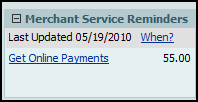 Merchant Service Reminders
Last Updated 05/19/2010 When?
Get Online Payments 55.00